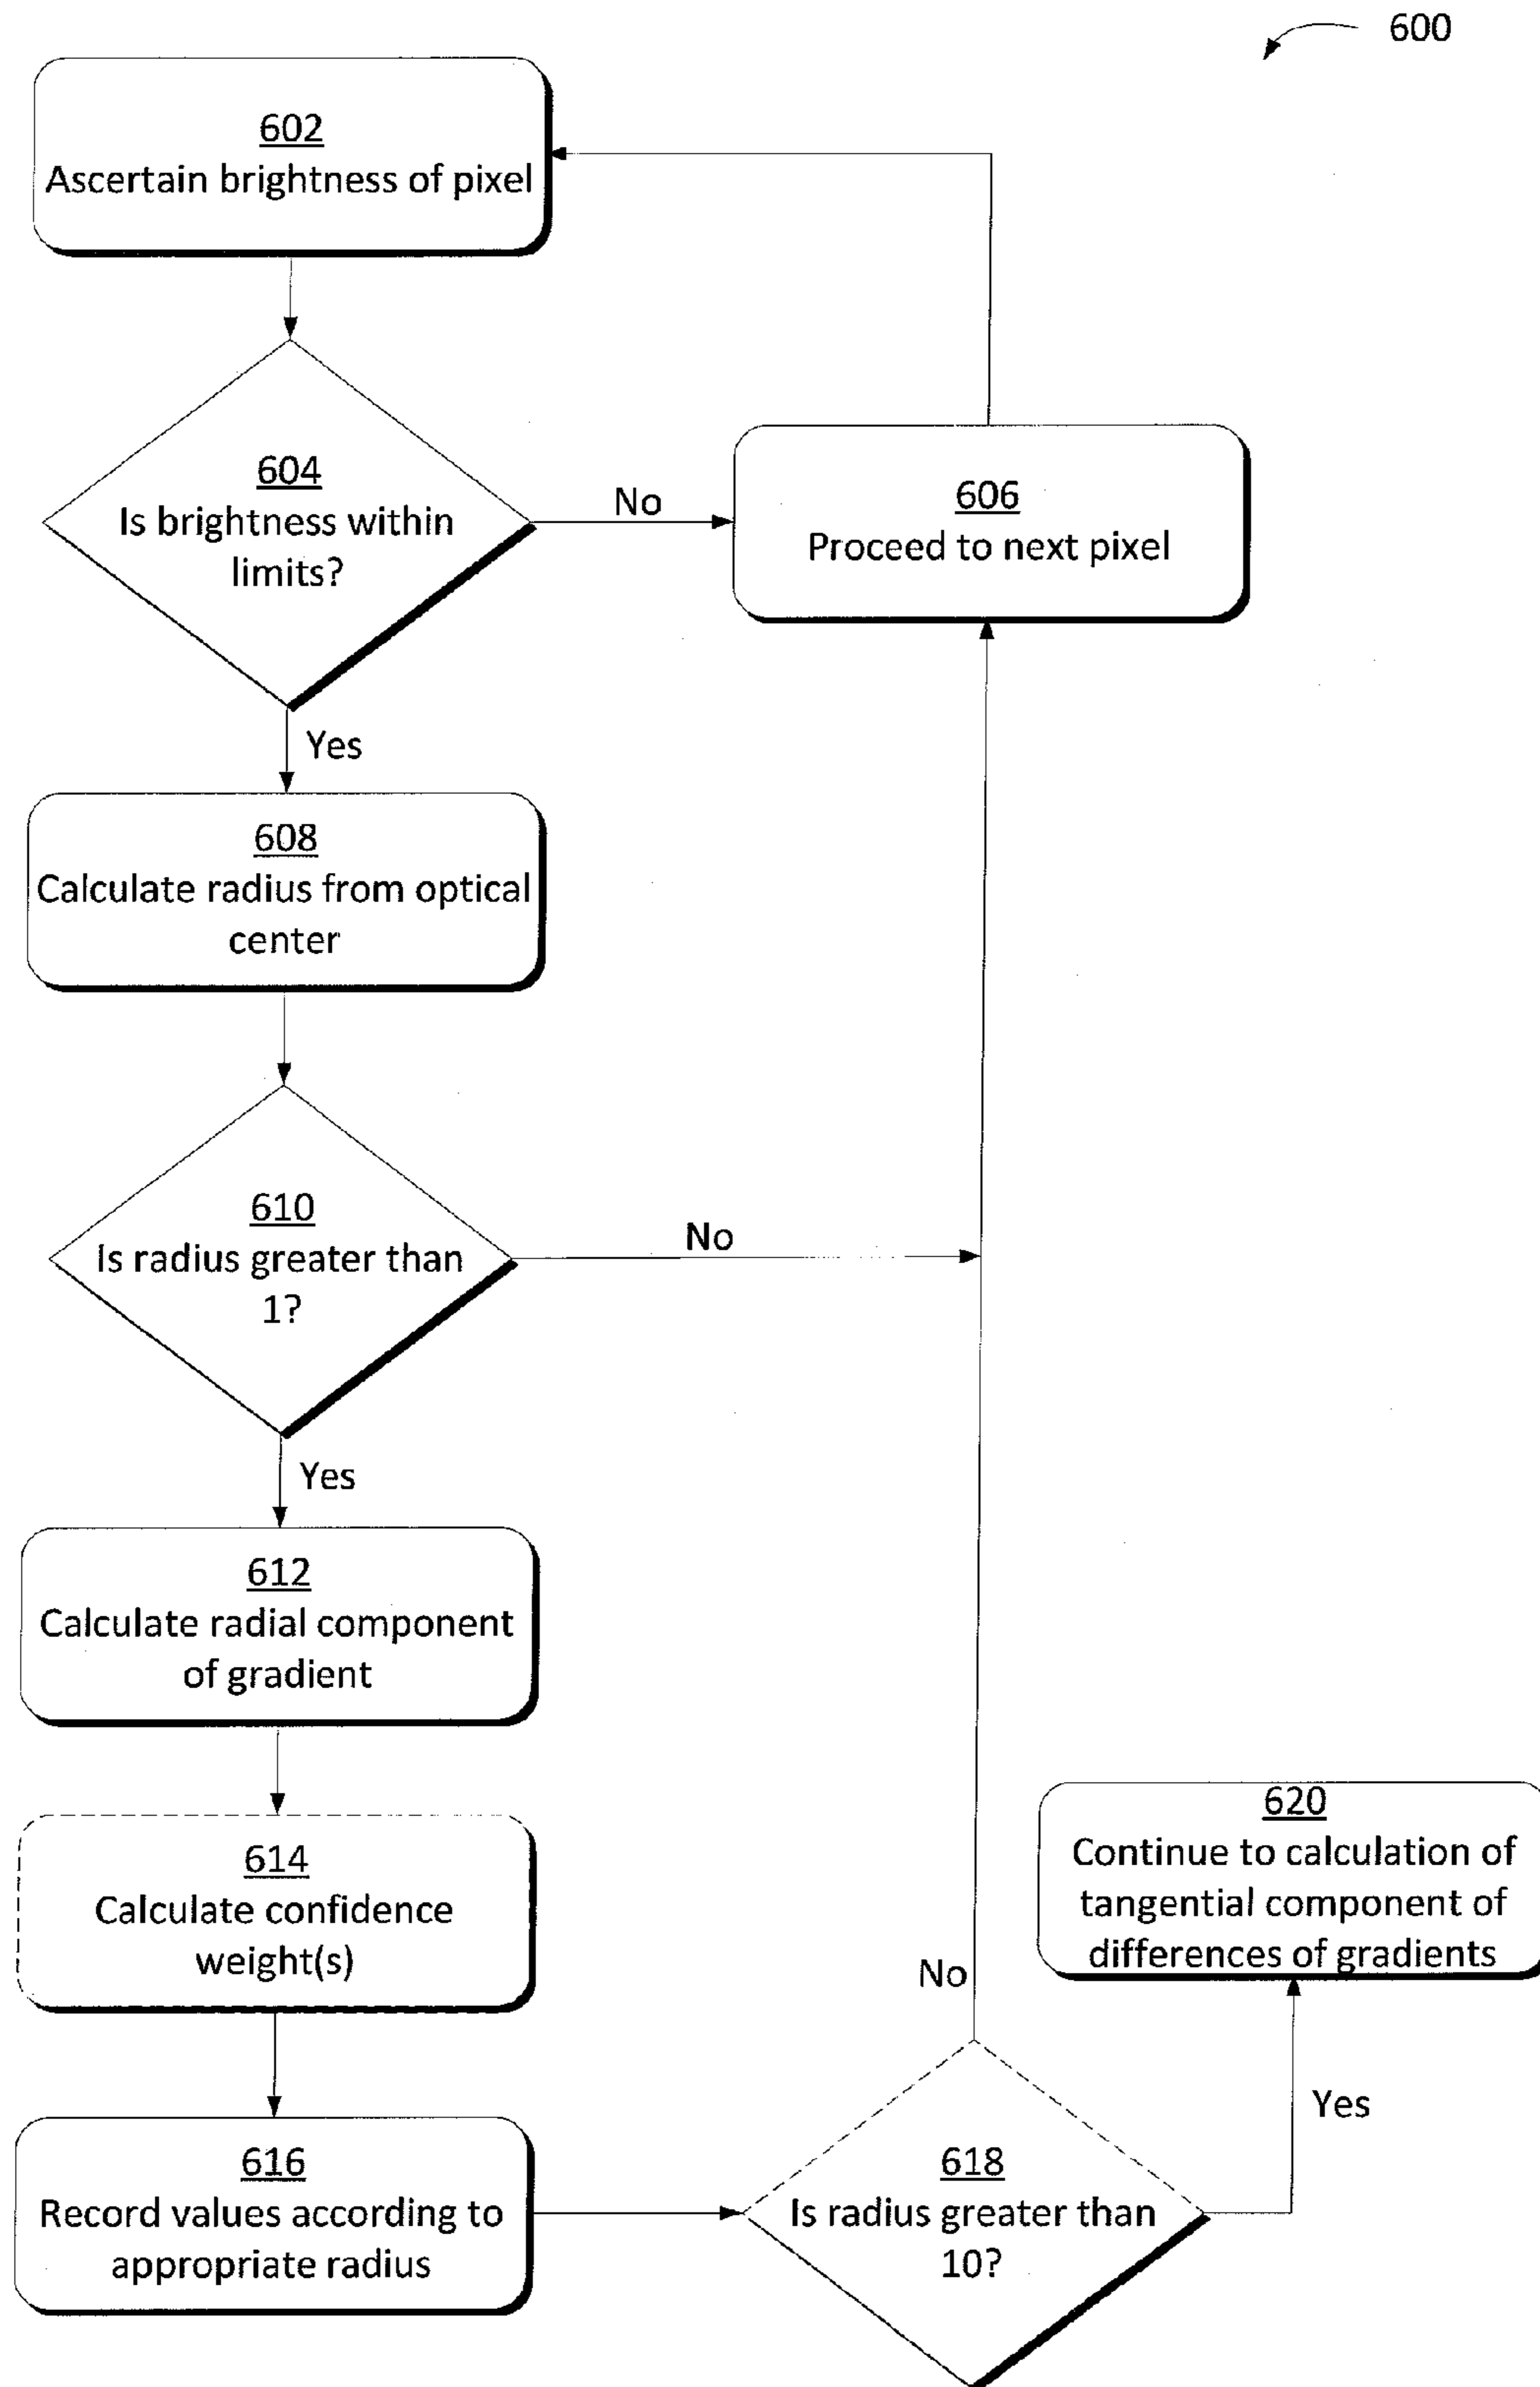 600
602
Ascertain brightness of pixel
604
Is brightness within
limits?
No
606
Proceed to next pixel
Yes
608
Calculate radius from optical
center
610
Is radius greater than
1?
No
Yes
612
Calculate radial component
of gradient
614
Calculate confidence
weight(s)
616
Record values according to
appropriate radius
618
Is radius greater than
10?
No
Yes
620
Continue to calculation of
tangential component of
differences of gradients